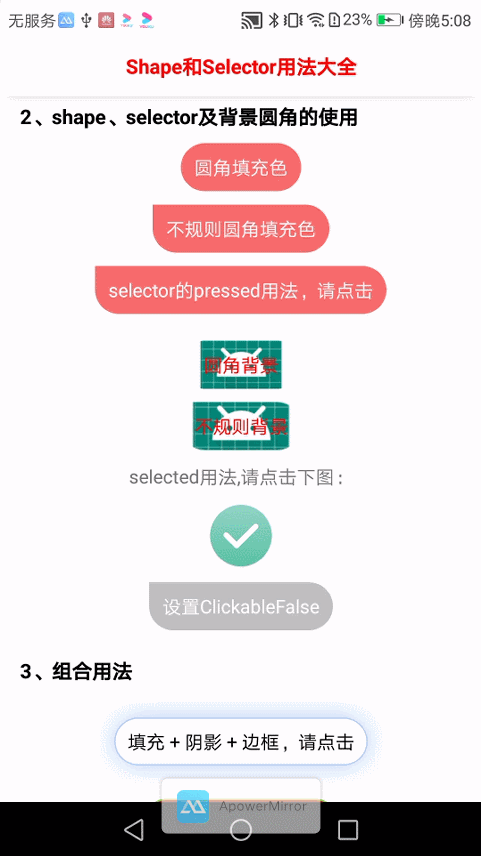 无服务 23% 傍晚5:08
Shape和Selector用法大全
2、shape、selector及背景圆角的使用
圆角填充色
不规则圆角填充色
selector的pressed用法，请点击
圆角背景
不规则背景
selected用法,请点击下图：
设置ClickableFalse
3、组合用法
填充+阴影+边框，请点击
ApowerMirror